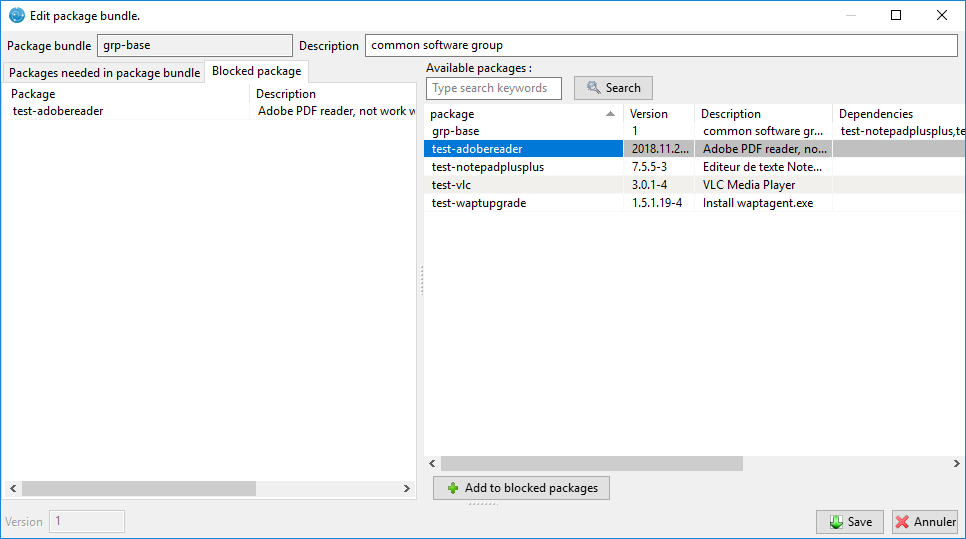 Edit package bundle.
Package bundle grp-base Description common software group
Packages needed in package bundle Blocked package
Package Description
test-adobereader Adobe PDF reader, not work w
Available packages :
Type search keywords Search
package Version Description Dependencies
grp-base 1 common software gr... test-notepadplusplus,te
test-adobereader 2018.11.2... Adobe PDF reader, no...
test-notepadplusplus 7.5.5-3 Editeur de texte Note...
test-vlc 3.0.1-4 VLC Media Player
test-waptupgrade 1.5.1.19-4 Install waptagent.exe
Add to blocked packages
Version 1 Save Annuler